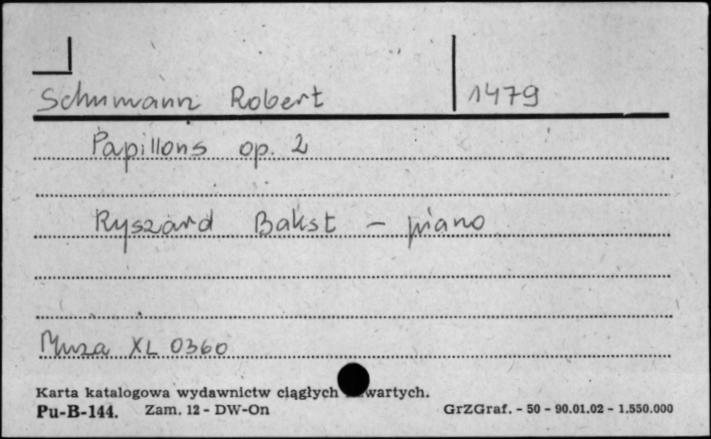 Schumann Robert 1479
Papillons op. 2
Ryszard Bakst - piano
Muza XL 0360
Karta katalogowa wydawnictw ciągłych wartych.
Pu-B-144. Zam. 12 - DW-On GrZGraf. - 50 - 90.01.02 - 1.550.000